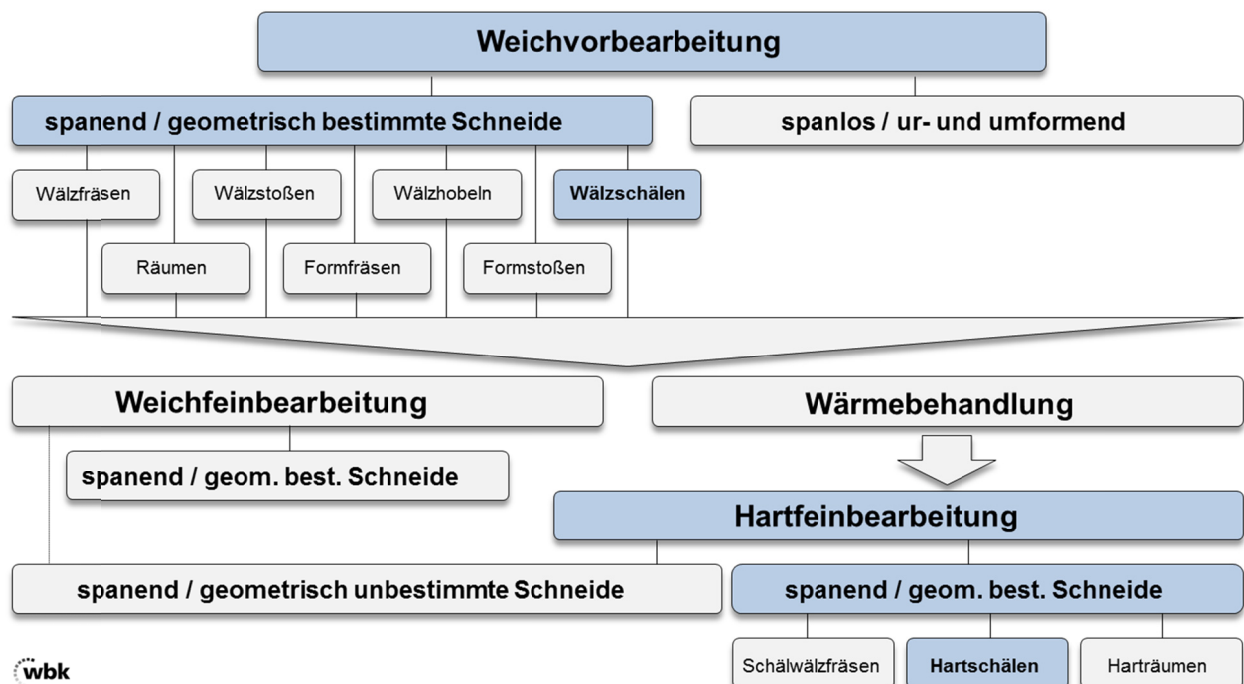 Weichvorbearbeitung
spanend / geometrisch bestimmte Schneide
spanlos / ur- und umformend
Wälzfräsen
Wälzstoßen
Wälzhobeln
Wälzschälen
Räumen
Formfräsen
Formstoßen
Weichfeinbearbeitung
Wärmebehandlung
spanend / geom. best. Schneide
Hartfeinbearbeitung
spanend / geometrisch unbestimmte Schneide
spanend / geom. best. Schneide
Schälwälzfräsen
Hartschälen
Harträumen
wbk